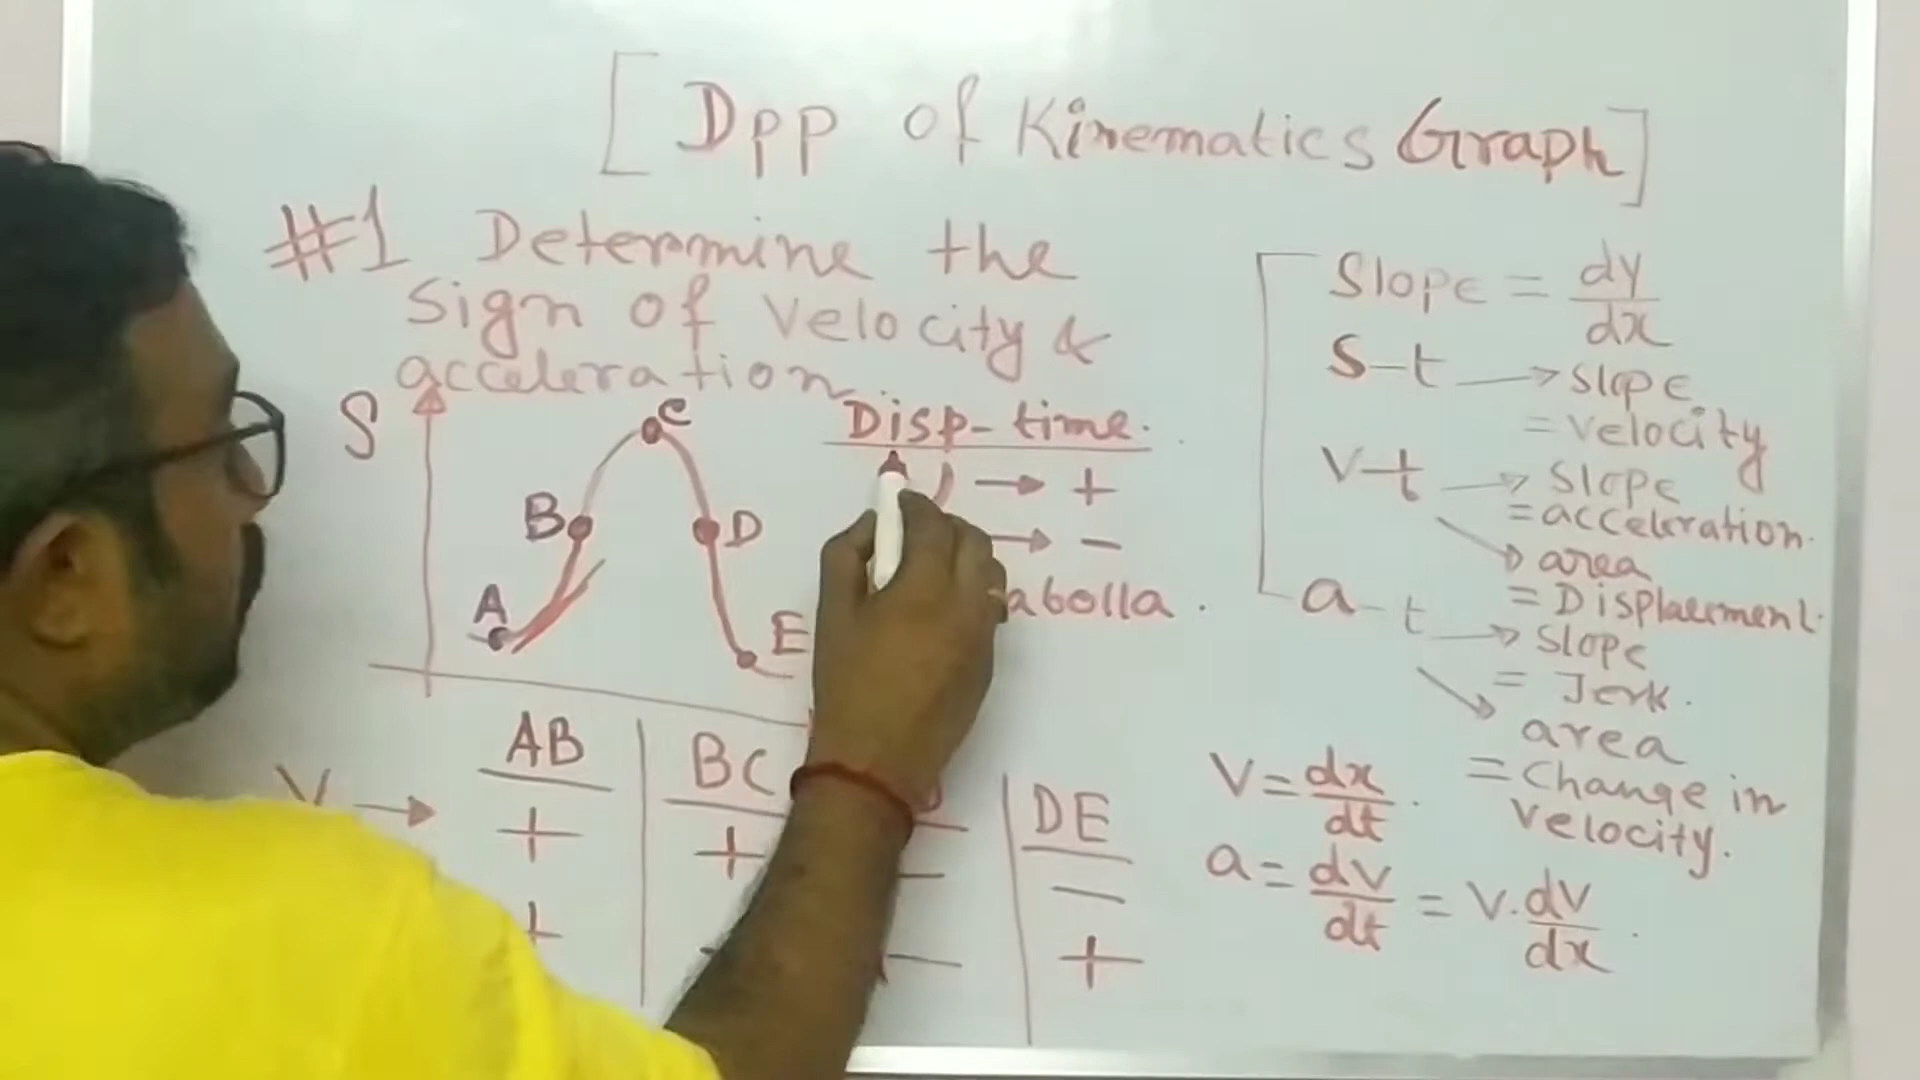 [ Dpp of Kinematics Graph ]
#1 Determine the
Sign of Velocity &
acceleration.
S
A
B
C
D
E
Disp-time.
→ +
→ -
abolla.
AB
BC
DE
V →
+
+
-
-
+
-
+
Slope = dy/dx
S-t → slope
= velocity
V-t → slope
= acceleration.
→ area
= Displacement.
a-t → slope
= Jerk.
→ area
= Change in
velocity.
V = dx/dt.
a = dv/dt = v.dv/dx.